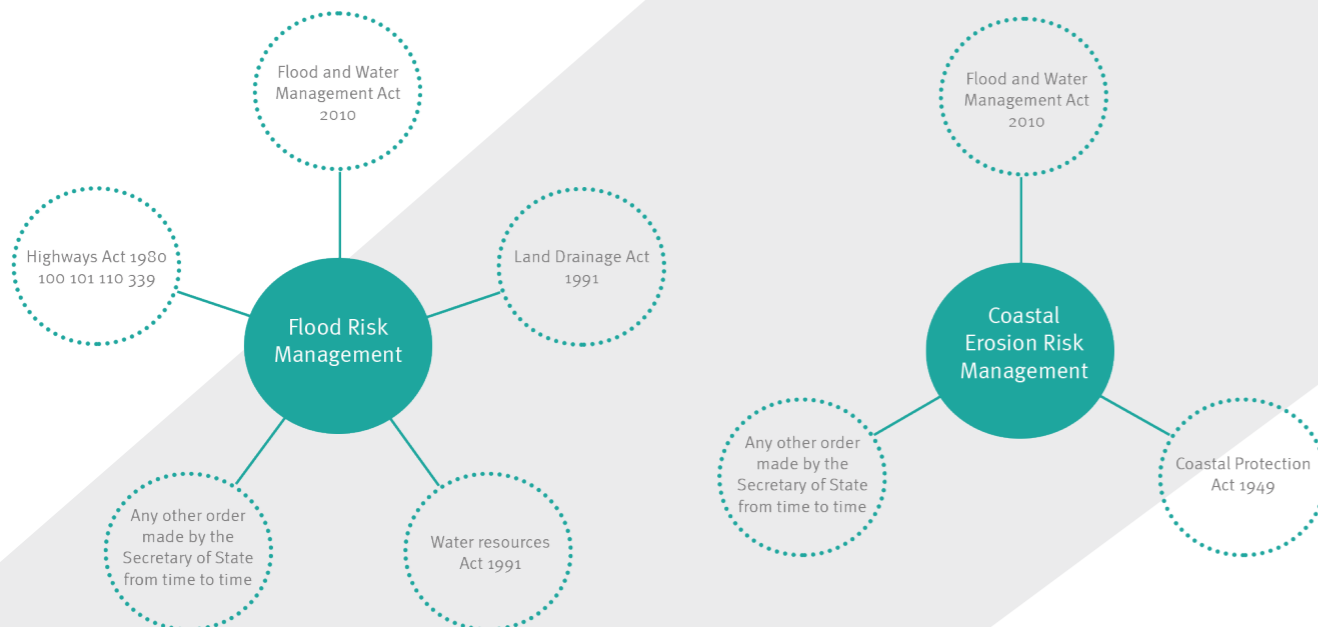 Flood and Water
Management Act
2010
Highways Act 1980
100 101 110 339
Land Drainage Act
1991
Flood Risk
Management
Any other order
made by the
Secretary of State
from time to time
Water resources
Act 1991
Flood and Water
Management Act
2010
Coastal
Erosion Risk
Management
Any other order
made by the
Secretary of State
from time to time
Coastal Protection
Act 1949